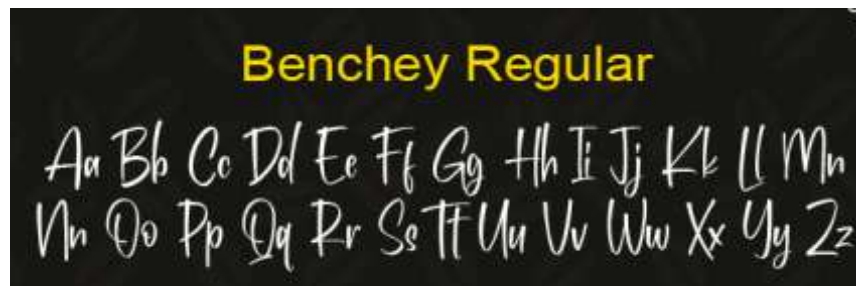 Benchey Regular
Aa Bb Cc Dd Ee Ff Gg Hh Ii Jj Kk Ll Mm
Nn Oo Pp Qq Rr Ss Tt Uu Vv Ww Xx Yy Zz